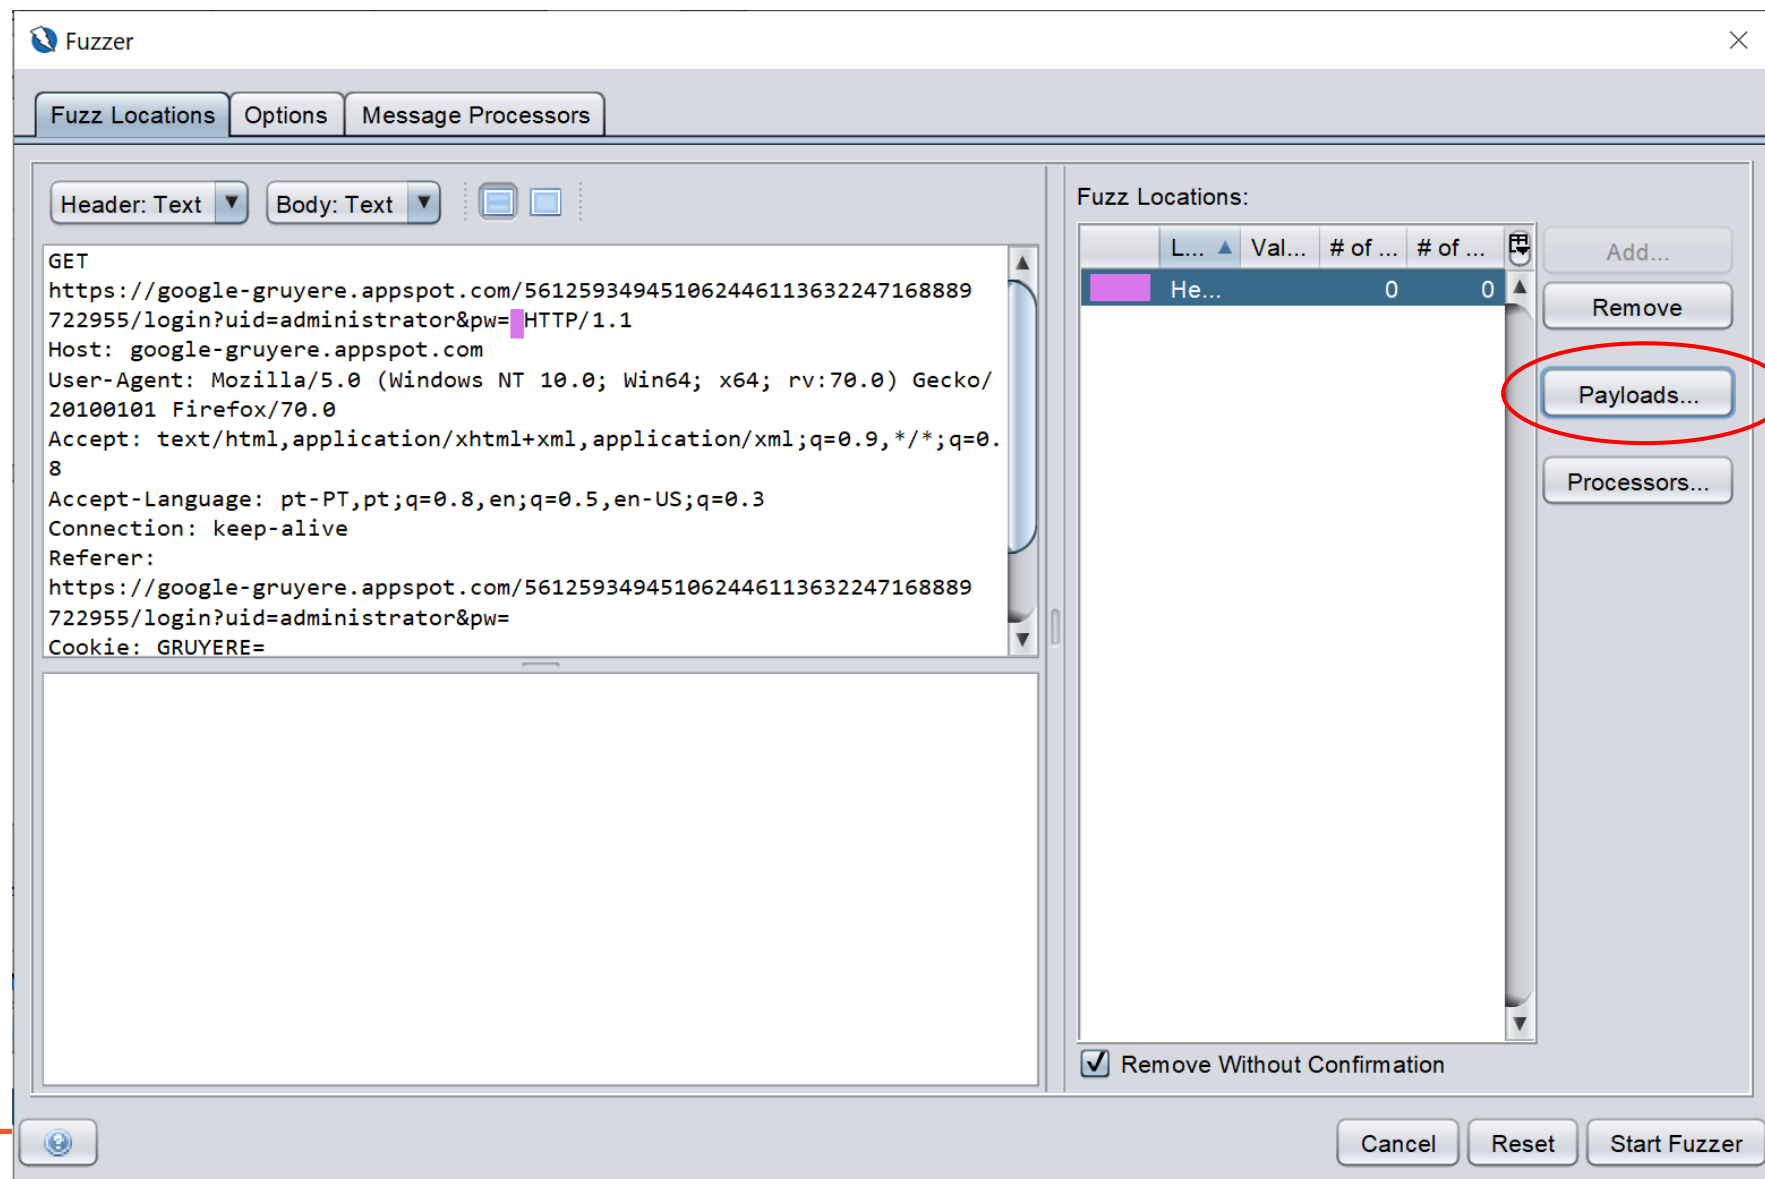 Fuzzer
Fuzz Locations Options Message Processors
Header: Text Body: Text
GET
https://google-gruyere.appspot.com/561259349451062446113632247168889
722955/login?uid=administrator&pw= HTTP/1.1
Host: google-gruyere.appspot.com
User-Agent: Mozilla/5.0 (Windows NT 10.0; Win64; x64; rv:70.0) Gecko/
20100101 Firefox/70.0
Accept: text/html,application/xhtml+xml,application/xml;q=0.9,*/*;q=0.
8
Accept-Language: pt-PT,pt;q=0.8,en;q=0.5,en-US;q=0.3
Connection: keep-alive
Referer:
https://google-gruyere.appspot.com/561259349451062446113632247168889
722955/login?uid=administrator&pw=
Cookie: GRUYERE=
Fuzz Locations:
L... Val... # of ... # of ...
He... 0 0
Add...
Remove
Payloads...
Processors...
Remove Without Confirmation
Cancel Reset Start Fuzzer